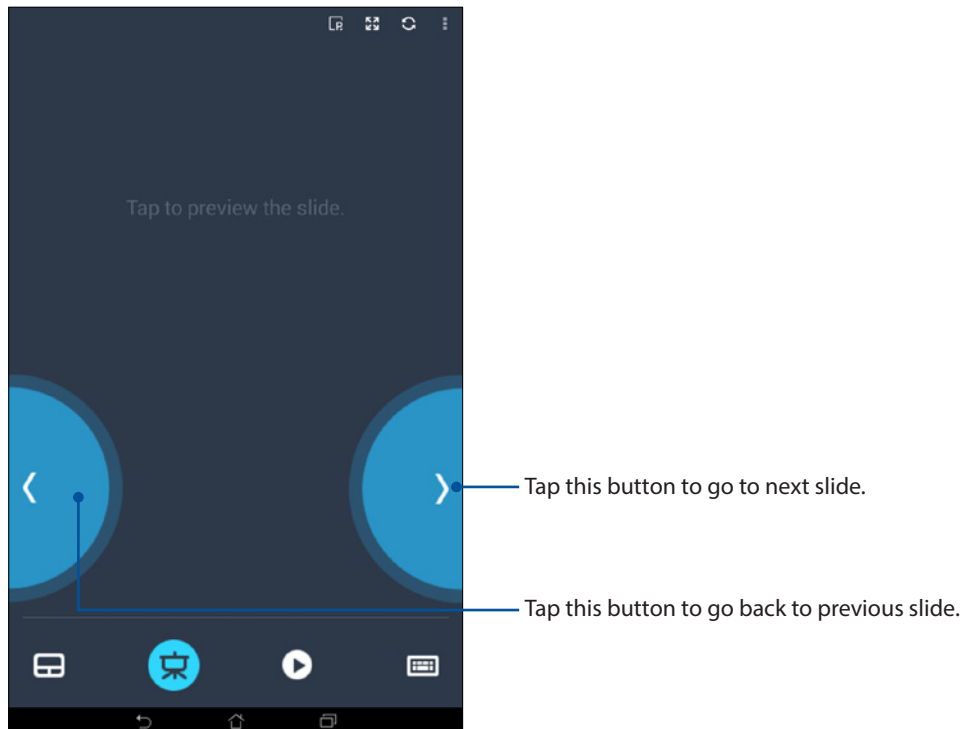 Tap to preview the slide.
Tap this button to go to next slide.
Tap this button to go back to previous slide.